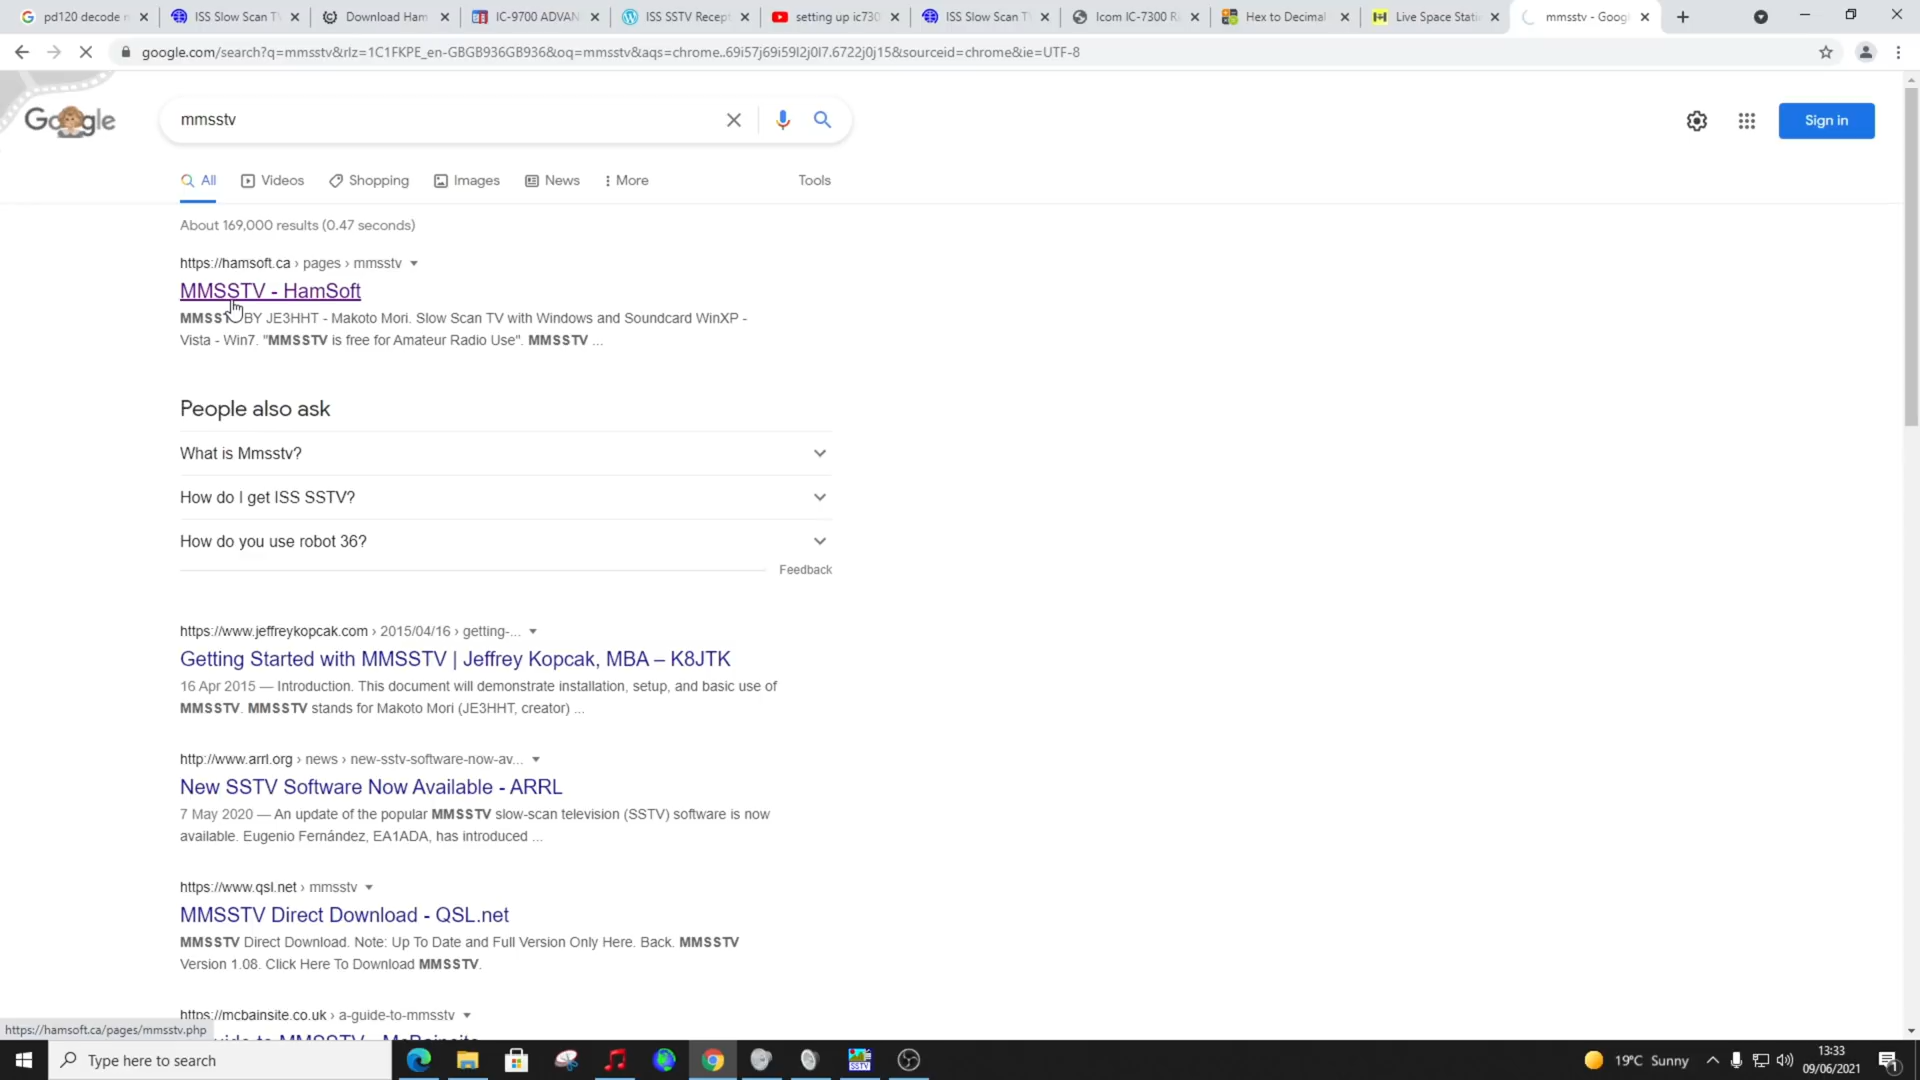 pd120 decode
ISS Slow Scan T
Download Ham
IC-9700 ADVAN
ISS SSTV Recept
setting up ic730
ISS Slow Scan T
Icom IC-7300 R
Hex to Decimal
Live Space Stati
mmsstv - Goog
google.com/search?q=mmsstv&rlz=1C1FKPE_en-GBGB936GB936&oq=mmsstv&aqs=chrome..69i57j69i59l2j0l7.6722j0j15&sourceid=chrome&ie=UTF-8
Google
mmsstv
Sign in
All
Videos
Shopping
Images
News
More
Tools
About 169,000 results (0.47 seconds)
https://hamsoft.ca › pages › mmsstv
MMSSTV - HamSoft
MMSST BY JE3HHT - Makoto Mori. Slow Scan TV with Windows and Soundcard WinXP -
Vista - Win7. "MMSSTV is free for Amateur Radio Use". MMSSTV ...
People also ask
What is Mmsstv?
How do I get ISS SSTV?
How do you use robot 36?
Feedback
https://www.jeffreykopcak.com › 2015/04/16 › getting-...
Getting Started with MMSSTV | Jeffrey Kopcak, MBA – K8JTK
16 Apr 2015 — Introduction. This document will demonstrate installation, setup, and basic use of
MMSSTV. MMSSTV stands for Makoto Mori (JE3HHT, creator) ...
http://www.arrl.org › news › new-sstv-software-now-av...
New SSTV Software Now Available - ARRL
7 May 2020 — An update of the popular MMSSTV slow-scan television (SSTV) software is now
available. Eugenio Fernández, EA1ADA, has introduced ...
https://www.qsl.net › mmsstv
MMSSTV Direct Download - QSL.net
MMSSTV Direct Download. Note: Up To Date and Full Version Only Here. Back. MMSSTV
Version 1.08. Click Here To Download MMSSTV.
https://mcbainsite.co.uk › a-guide-to-mmsstv
guide to MMSSTV - McBainsite
https://hamsoft.ca/pages/mmsstv.php
Type here to search
SSTV
19°C Sunny
13:33
09/06/2021
1